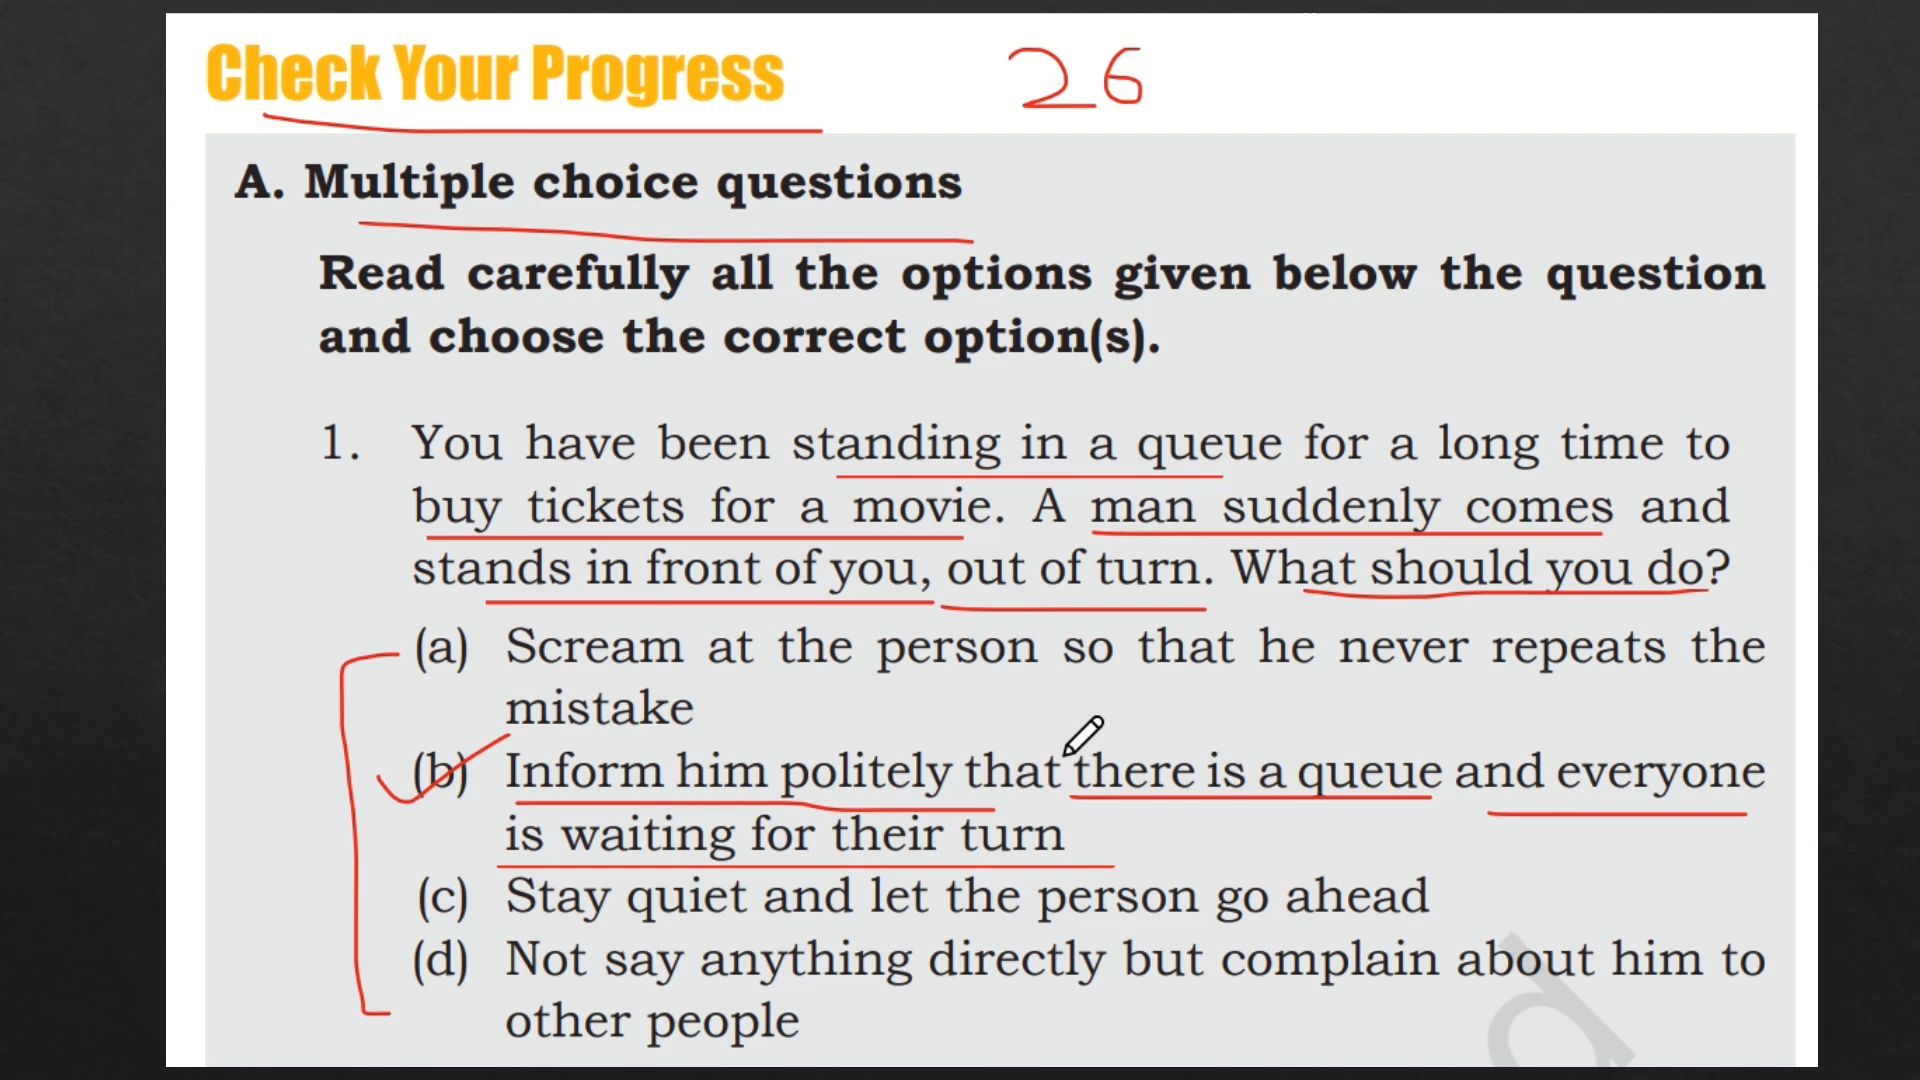 Check Your Progress 26
A. Multiple choice questions
Read carefully all the options given below the question
and choose the correct option(s).
1. You have been standing in a queue for a long time to
buy tickets for a movie. A man suddenly comes and
stands in front of you, out of turn. What should you do?
(a) Scream at the person so that he never repeats the
mistake
(b) Inform him politely that there is a queue and everyone
is waiting for their turn
(c) Stay quiet and let the person go ahead
(d) Not say anything directly but complain about him to
other people